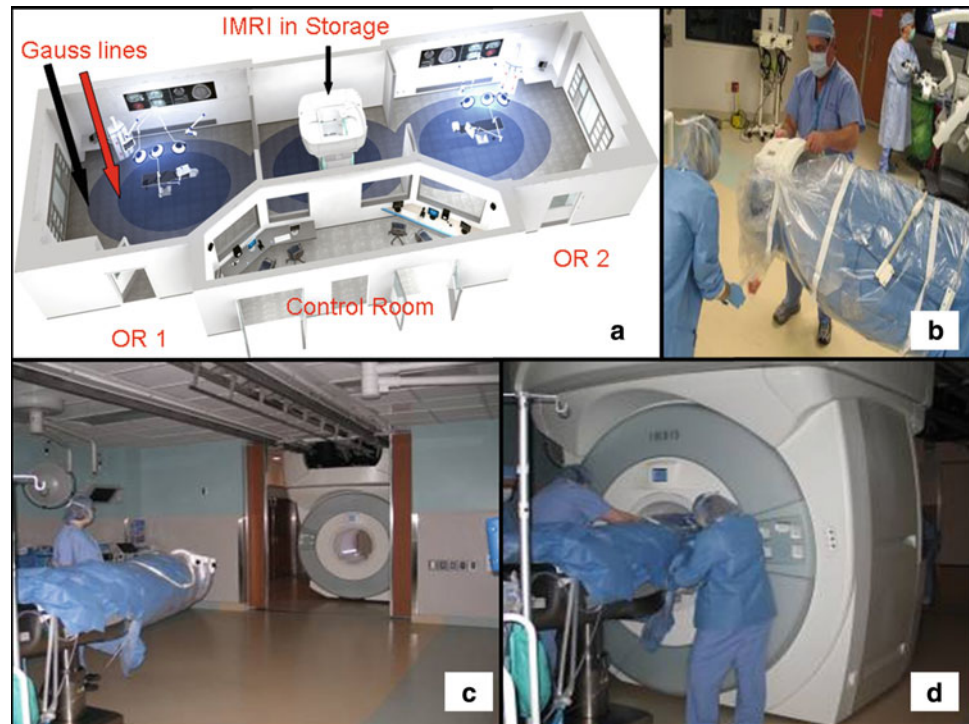 IMRI in Storage
Gauss lines
OR 2
Control Room
OR 1
a
b
c
d